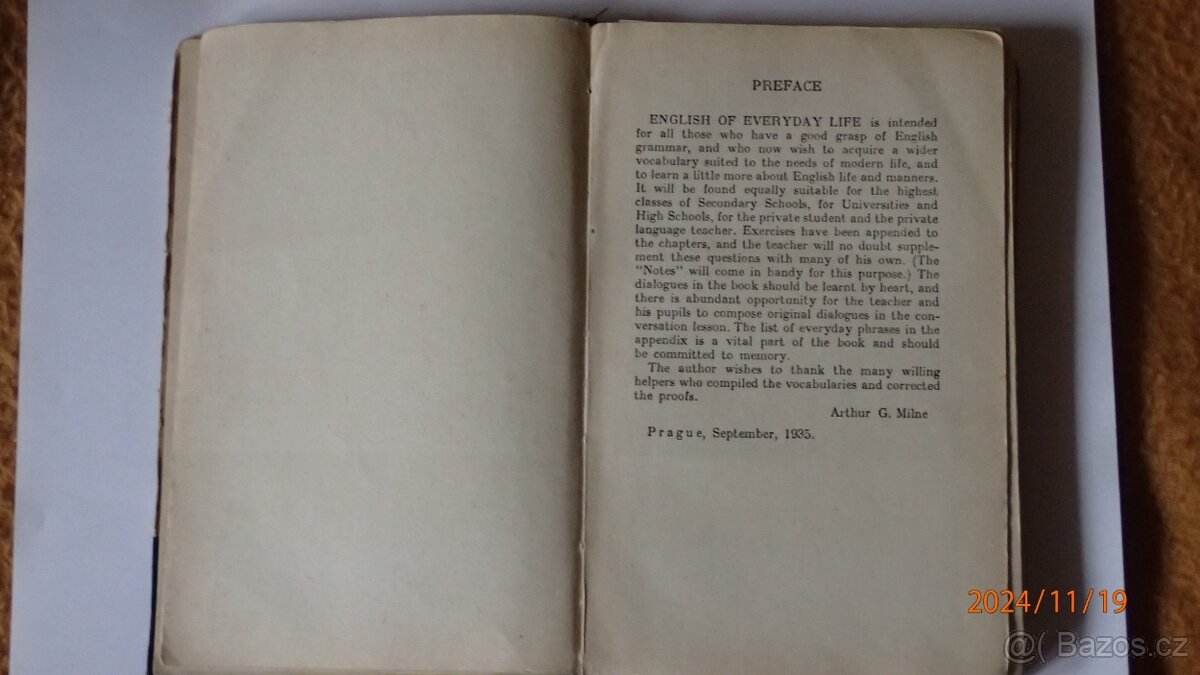 PREFACE
ENGLISH OF EVERYDAY LIFE is intended
for all those who have a good grasp of English
grammar, and who now wish to acquire a wider
vocabulary suited to the needs of modern life, and
to learn a little more about English life and manners.
It will be found equally suitable for the highest
classes of Secondary Schools, for Universities and
High Schools, for the private student and the private
language teacher. Exercises have been appended to
the chapters, and the teacher will no doubt supple-
ment these questions with many of his own. (The
"Notes" will come in handy for this purpose.) The
dialogues in the book should be learnt by heart, and
there is abundant opportunity for the teacher and
his pupils to compose original dialogues in the con-
versation lesson. The list of everyday phrases in the
appendix is a vital part of the book and should
be committed to memory.
The author wishes to thank the many willing
helpers who compiled the vocabularies and corrected
the proofs.
Arthur G. Milne
Prague, September, 1935.
2024/11/19
@( Bazos.cz